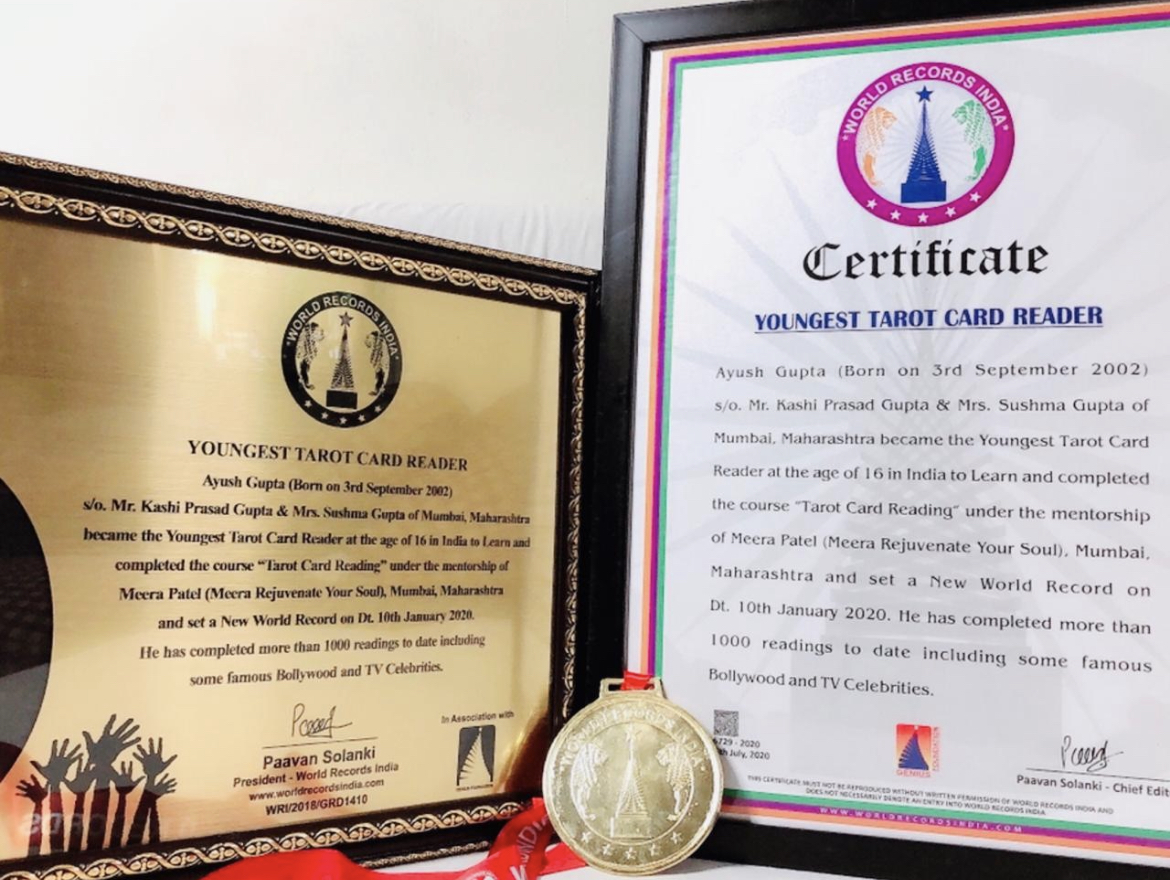 WORLD RECORDS INDIA
YOUNGEST TAROT CARD READER
Ayush Gupta (Born on 3rd September 2002)
s/o. Mr. Kashi Prasad Gupta & Mrs. Sushma Gupta of Mumbai, Maharashtra
became the Youngest Tarot Card Reader at the age of 16 in India to Learn and
completed the course “Tarot Card Reading” under the mentorship of
Meera Patel (Meera Rejuvenate Your Soul), Mumbai, Maharashtra
and set a New World Record on Dt. 10th January 2020.
He has completed more than 1000 readings to date including
some famous Bollywood and TV Celebrities.
Paavan Solanki
President - World Records India
www.worldrecordsindia.com
WRI/2018/GRD1410
In Association with
WORLD RECORDS INDIA
Certificate
YOUNGEST TAROT CARD READER
Ayush Gupta (Born on 3rd September 2002)
s/o. Mr. Kashi Prasad Gupta & Mrs. Sushma Gupta of
Mumbai, Maharashtra became the Youngest Tarot Card
Reader at the age of 16 in India to Learn and completed
the course “Tarot Card Reading” under the mentorship
of Meera Patel (Meera Rejuvenate Your Soul), Mumbai,
Maharashtra and set a New World Record on
Dt. 10th January 2020. He has completed more than
1000 readings to date including some famous
Bollywood and TV Celebrities.
6729 - 2020
July, 2020
GENIUS
FOUNDATION
Paavan Solanki - Chief Edit
THIS CERTIFICATE MUST NOT BE REPRODUCED WITHOUT WRITTEN PERMISSION OF WORLD RECORDS INDIA AND
DOES NOT NECESSARILY DENOTE AN ENTRY INTO WORLD RECORDS INDIA
WWW.WORLDRECORDSINDIA.COM
WORLD RECORDS INDIA
INDIA